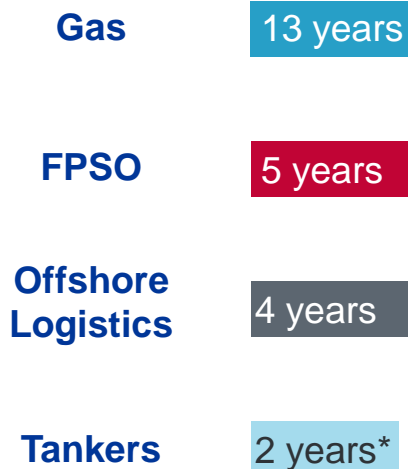 Gas
13 years
FPSO
5 years
Offshore
Logistics
4 years
Tankers
2 years*